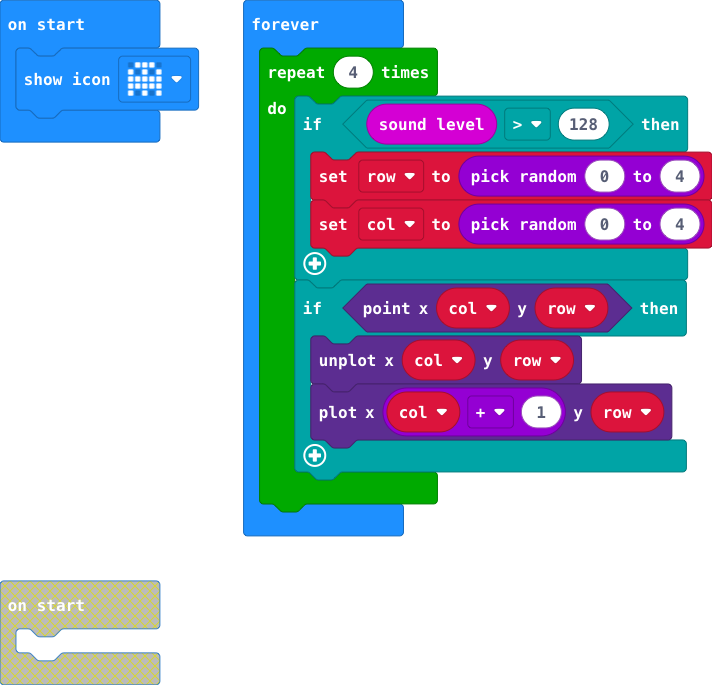 on start
show icon
forever
repeat 4 times
do
if sound level > 128 then
set row to pick random 0 to 4
set col to pick random 0 to 4
if point x col y row then
unplot x col y row
plot x col + 1 y row
on start